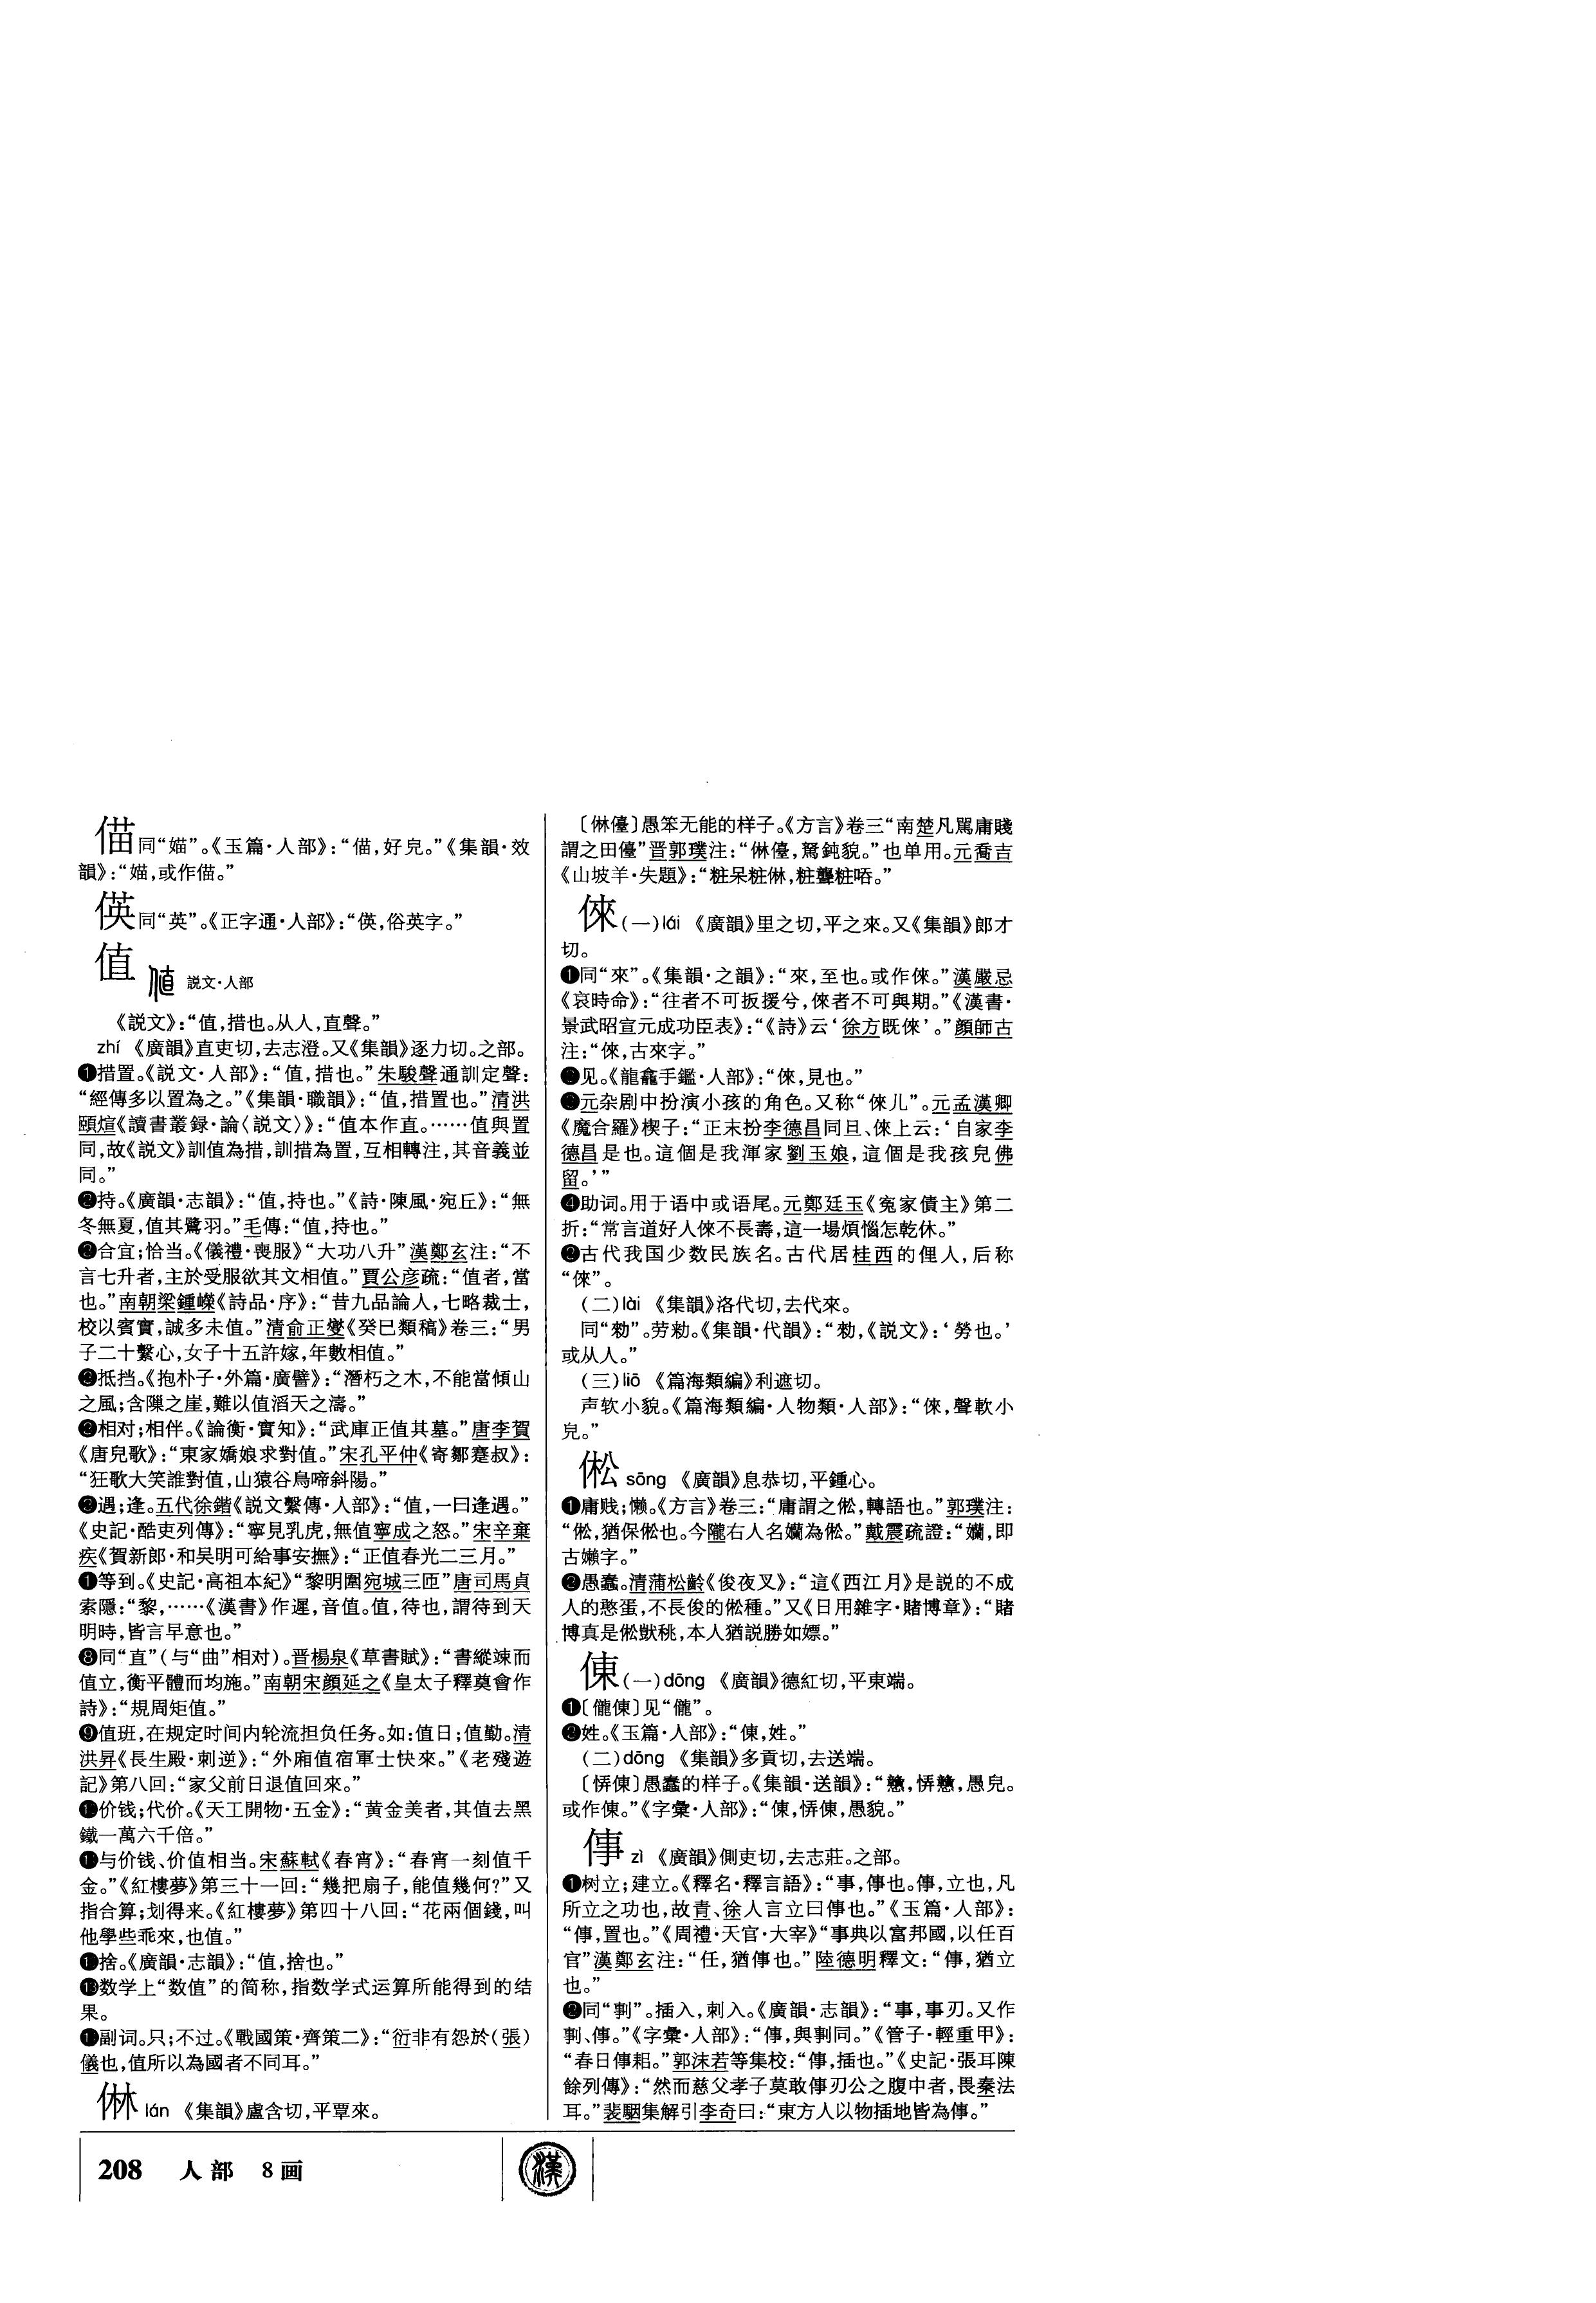 偤同“媌”。《玉篇·人部》：“㑤，好皃。”《集韻·效
韻》：“媌，或作㑤。”
偀同“英”。《正字通·人部》：“偀，俗英字。”
值 説文·人部
《説文》：“值，措也。从人，直聲。”
zhí 《廣韻》直吏切，去志澄。又《集韻》逐力切。之部。
❶措置。《説文·人部》：“值，措也。”朱駿聲通訓定聲：
“經傳多以置為之。”《集韻·職韻》：“值，措置也。”清洪
頤煊《讀書叢録·論〈説文〉》：“值本作直。……值與置
同，故《説文》訓值為措，訓措為置，互相轉注，其音義並
同。”
❷持。《廣韻·志韻》：“值，持也。”《詩·陳風·宛丘》：“無
冬無夏，值其鷺羽。”毛傳：“值，持也。”
合宜；恰当。《儀禮·喪服》“大功八升”漢鄭玄注：“不
言七升者，主於受服欲其文相值。”賈公彦疏：“值者，當
也。”南朝梁鍾嶸《詩品·序》：“昔九品論人，七略裁士，
校以賓實，誠多未值。”清俞正燮《癸巳類稿》卷三：“男
子二十繫心，女子十五許嫁，年數相值。”
抵挡。《抱朴子·外篇·廣譬》：“潛朽之木，不能當傾山
之風；含隟之崖，難以值滔天之濤。”
相对；相伴。《論衡·實知》：“武庫正值其墓。”唐李賀
《唐兒歌》：“東家嬌娘求對值。”宋孔平仲《寄鄒蹇叔》：
“狂歌大笑誰對值，山猿谷鳥啼斜陽。”
遇；逢。五代徐鍇《説文繫傳·人部》：“值，一曰逢遇。”
《史記·酷吏列傳》：“寧見乳虎，無值寧成之怒。”宋辛棄
疾《賀新郎·和吴明可給事安撫》：“正值春光二三月。”
等到。《史記·高祖本紀》“黎明圍宛城三匝”唐司馬貞
索隱：“黎，……《漢書》作遲，音值。值，待也，謂待到天
明時，皆言早意也。”
❽同“直”（与“曲”相对）。晋楊泉《草書賦》：“書縱竦而
值立，衡平體而均施。”南朝宋顔延之《皇太子釋奠會作
詩》：“規周矩值。”
❾值班，在规定时间内轮流担负任务。如：值日；值勤。清
洪昇《長生殿·刺逆》：“外廂值宿軍士快來。”《老殘遊
記》第八回：“家父前日退值回來。”
价钱；代价。《天工開物·五金》：“黄金美者，其值去黑
鐵一萬六千倍。”
与价钱、价值相当。宋蘇軾《春宵》：“春宵一刻值千
金。”《紅樓夢》第三十一回：“幾把扇子，能值幾何？”又
指合算；划得来。《紅樓夢》第四十八回：“花兩個錢，叫
他學些乖來，也值。”
捨。《廣韻·志韻》：“值，捨也。”
⓭数学上“数值”的简称，指数学式运算所能得到的结
果。
副词。只；不过。《戰國策·齊策二》：“衍非有怨於（張）
儀也，值所以為國者不同耳。”
㑣 lán 《集韻》盧含切，平覃來。
〔㑣儓〕愚笨无能的样子。《方言》卷三“南楚凡駡庸賤
謂之田儓”晋郭璞注：“㑣儓，駑鈍貌。”也单用。元喬吉
《山坡羊·失題》：“粧呆粧㑣，粧聾粧㕶。”
倈（一）lái 《廣韻》里之切，平之來。又《集韻》郎才
切。
❶同“來”。《集韻·之韻》：“來，至也。或作倈。”漢嚴忌
《哀時命》：“往者不可扳援兮，倈者不可與期。”《漢書·
景武昭宣元成功臣表》：“《詩》云‘徐方既倈’。”顔師古
注：“倈，古來字。”
见。《龍龕手鑑·人部》：“倈，見也。”
元杂剧中扮演小孩的角色。又称“倈儿”。元孟漢卿
《魔合羅》楔子：“正末扮李德昌同旦、倈上云：‘自家李
德昌是也。這個是我渾家劉玉娘，這個是我孩兒佛
留。’”
❹助词。用于语中或语尾。元鄭廷玉《寃家債主》第二
折：“常言道好人倈不長壽，這一場煩惱怎乾休。”
古代我国少数民族名。古代居桂西的俚人，后称
“倈”。
（二）lài 《集韻》洛代切，去代來。
同“勑”。劳勑。《集韻·代韻》：“勑，《説文》：‘勞也。’
或从人。”
（三）liō 《篇海類編》利遮切。
声软小貌。《篇海類編·人物類·人部》：“倈，聲軟小
皃。”
倯 sōng 《廣韻》息恭切，平鍾心。
❶庸贱；懒。《方言》卷三：“庸謂之倯，轉語也。”郭璞注：
“倯，猶保倯也。今隴右人名孏為倯。”戴震疏證：“孏，即
古嬾字。”
❷愚蠢。清蒲松齡《俊夜叉》：“這《西江月》是説的不成
人的憨蛋，不長俊的倯種。”又《日用雜字·賭博章》：“賭
博真是倯獃㹿，本人猶説勝如嫖。”
倲（一）dōng 《廣韻》德紅切，平東端。
❶〔儱倲〕见“儱”。
❷姓。《玉篇·人部》：“倲，姓。”
（二）dōng 《集韻》多貢切，去送端。
〔㤏倲〕愚蠢的样子。《集韻·送韻》：“戇，㤏戇，愚皃。
或作倲。”《字彙·人部》：“倲，㤏倲，愚貌。”
倳 zì 《廣韻》側吏切，去志莊。之部。
❶树立；建立。《釋名·釋言語》：“事，倳也。倳，立也，凡
所立之功也，故青、徐人言立曰倳也。”《玉篇·人部》：
“倳，置也。”《周禮·天官·大宰》“事典以富邦國，以任百
官”漢鄭玄注：“任，猶倳也。”陸德明釋文：“倳，猶立
也。”
❷同“剚”。插入，刺入。《廣韻·志韻》：“事，事刃。又作
剚、倳。”《字彙·人部》：“倳，與剚同。”《管子·輕重甲》：
“春日倳耜。”郭沫若等集校：“倳，插也。”《史記·張耳陳
餘列傳》：“然而慈父孝子莫敢倳刃公之腹中者，畏秦法
耳。”裴駰集解引李奇曰：“東方人以物插地皆為倳。”
208 人部 8画
漢